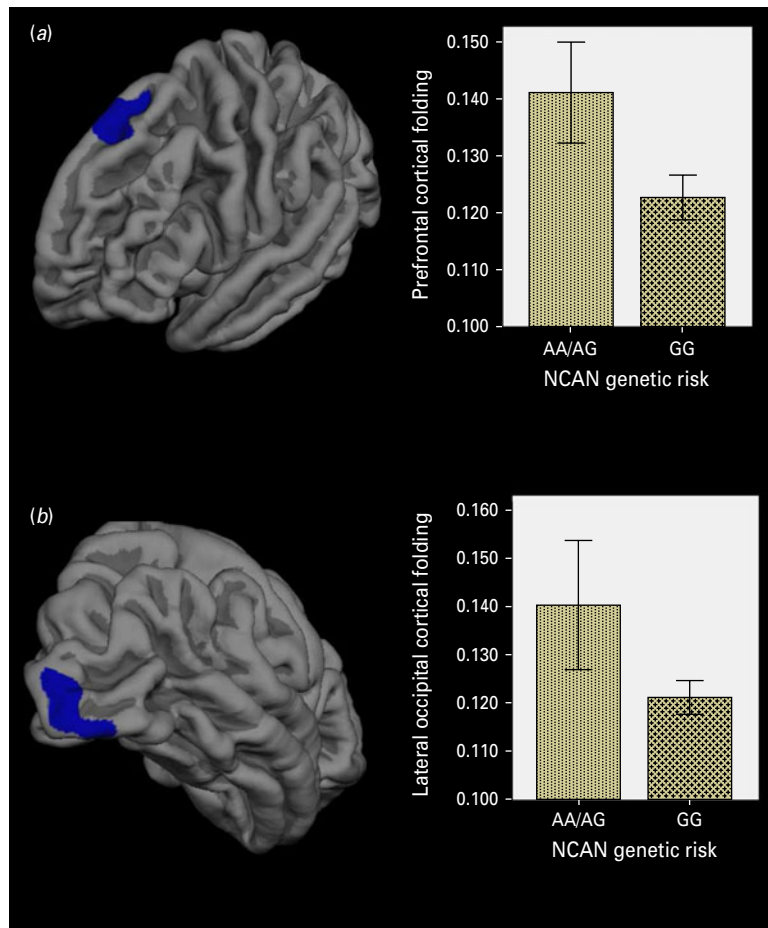 (a)
Prefrontal cortical folding
0.150
0.140
0.130
0.120
0.110
0.100
AA/AG GG
NCAN genetic risk
(b)
Lateral occipital cortical folding
0.160
0.150
0.140
0.130
0.120
0.110
0.100
AA/AG GG
NCAN genetic risk